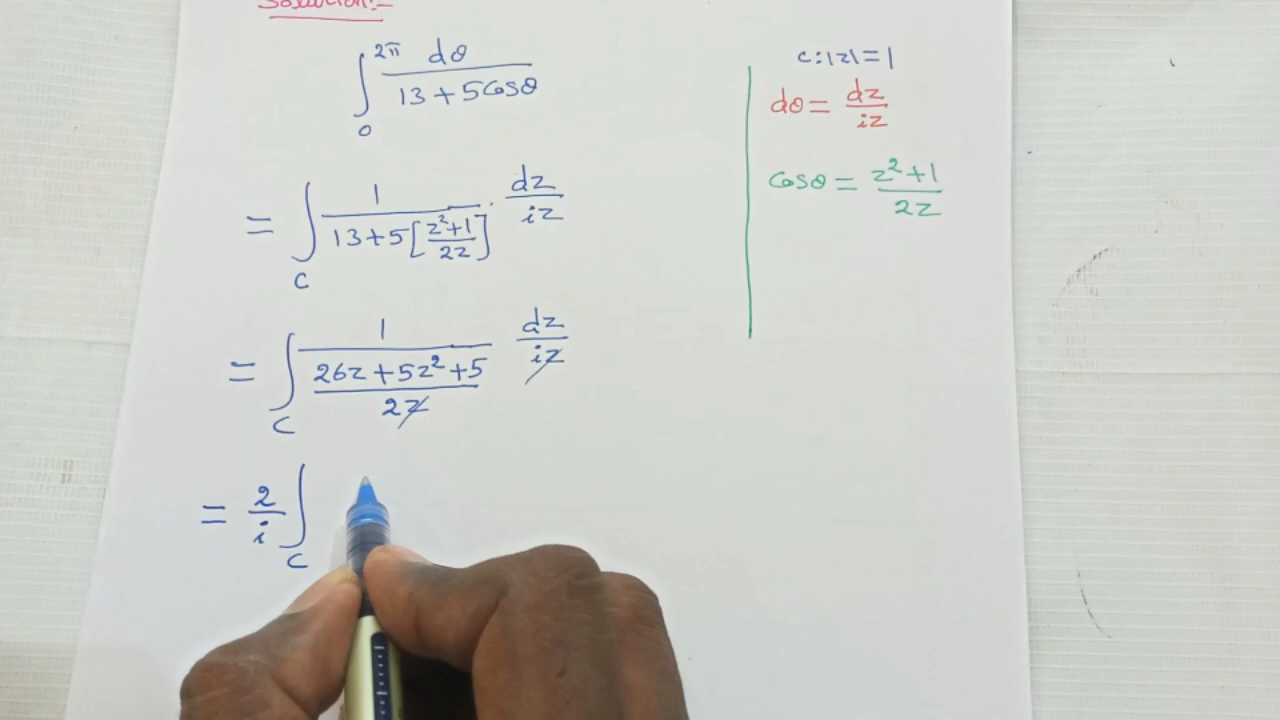 Solution:-
∫₀^{2π} dθ / (13 + 5Cosθ)
c:|z|=1
dθ = dz / iz
Cosθ = (z² + 1) / 2z
= ∫_C 1 / (13+5[(z²+1) / 2z]) · dz / iz
= ∫_C 1 / ((26z + 5z² + 5) / 2z) dz / iz
= 2/i ∫_C